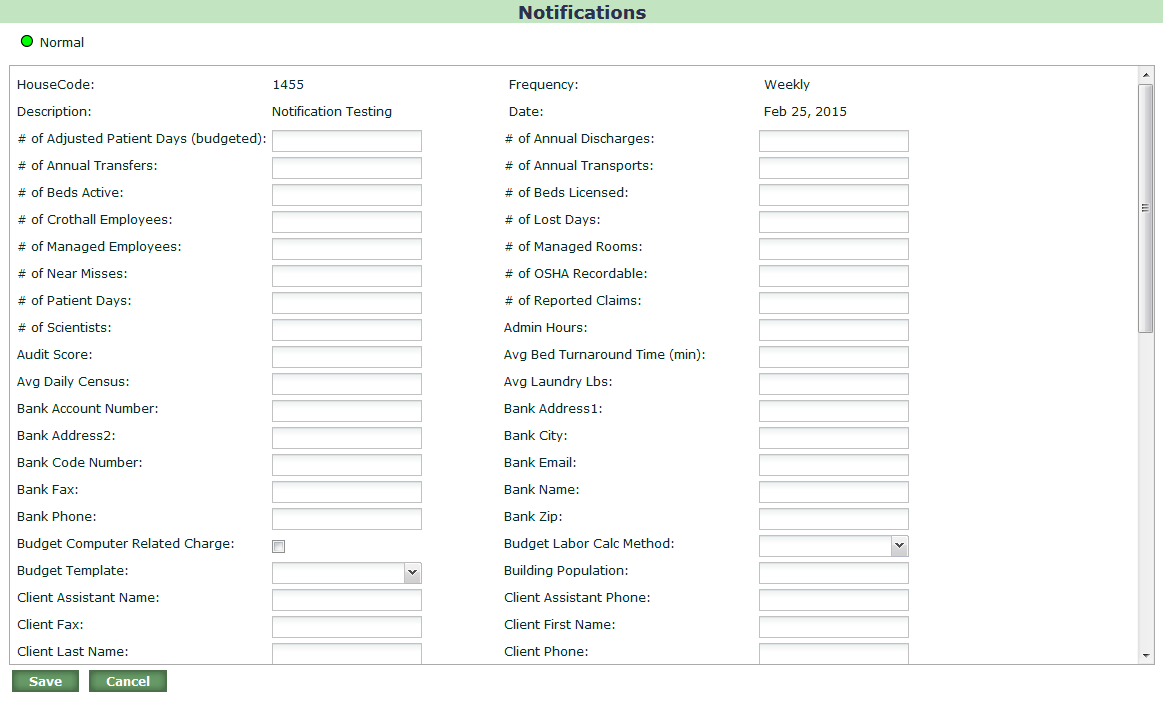 Notifications
Normal
HouseCode: 1455 Frequency: Weekly
Description: Notification Testing Date: Feb 25, 2015
# of Adjusted Patient Days (budgeted): # of Annual Discharges:
# of Annual Transfers: # of Annual Transports:
# of Beds Active: # of Beds Licensed:
# of Crothall Employees: # of Lost Days:
# of Managed Employees: # of Managed Rooms:
# of Near Misses: # of OSHA Recordable:
# of Patient Days: # of Reported Claims:
# of Scientists: Admin Hours:
Audit Score: Avg Bed Turnaround Time (min):
Avg Daily Census: Avg Laundry Lbs:
Bank Account Number: Bank Address1:
Bank Address2: Bank City:
Bank Code Number: Bank Email:
Bank Fax: Bank Name:
Bank Phone: Bank Zip:
Budget Computer Related Charge: Budget Labor Calc Method:
Budget Template: Building Population:
Client Assistant Name: Client Assistant Phone:
Client Fax: Client First Name:
Client Last Name: Client Phone:
Save Cancel